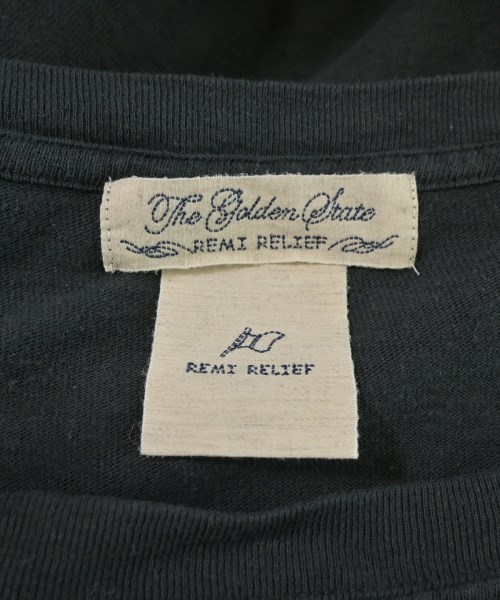 The Golden State
REMI RELIEF
REMI RELIEF